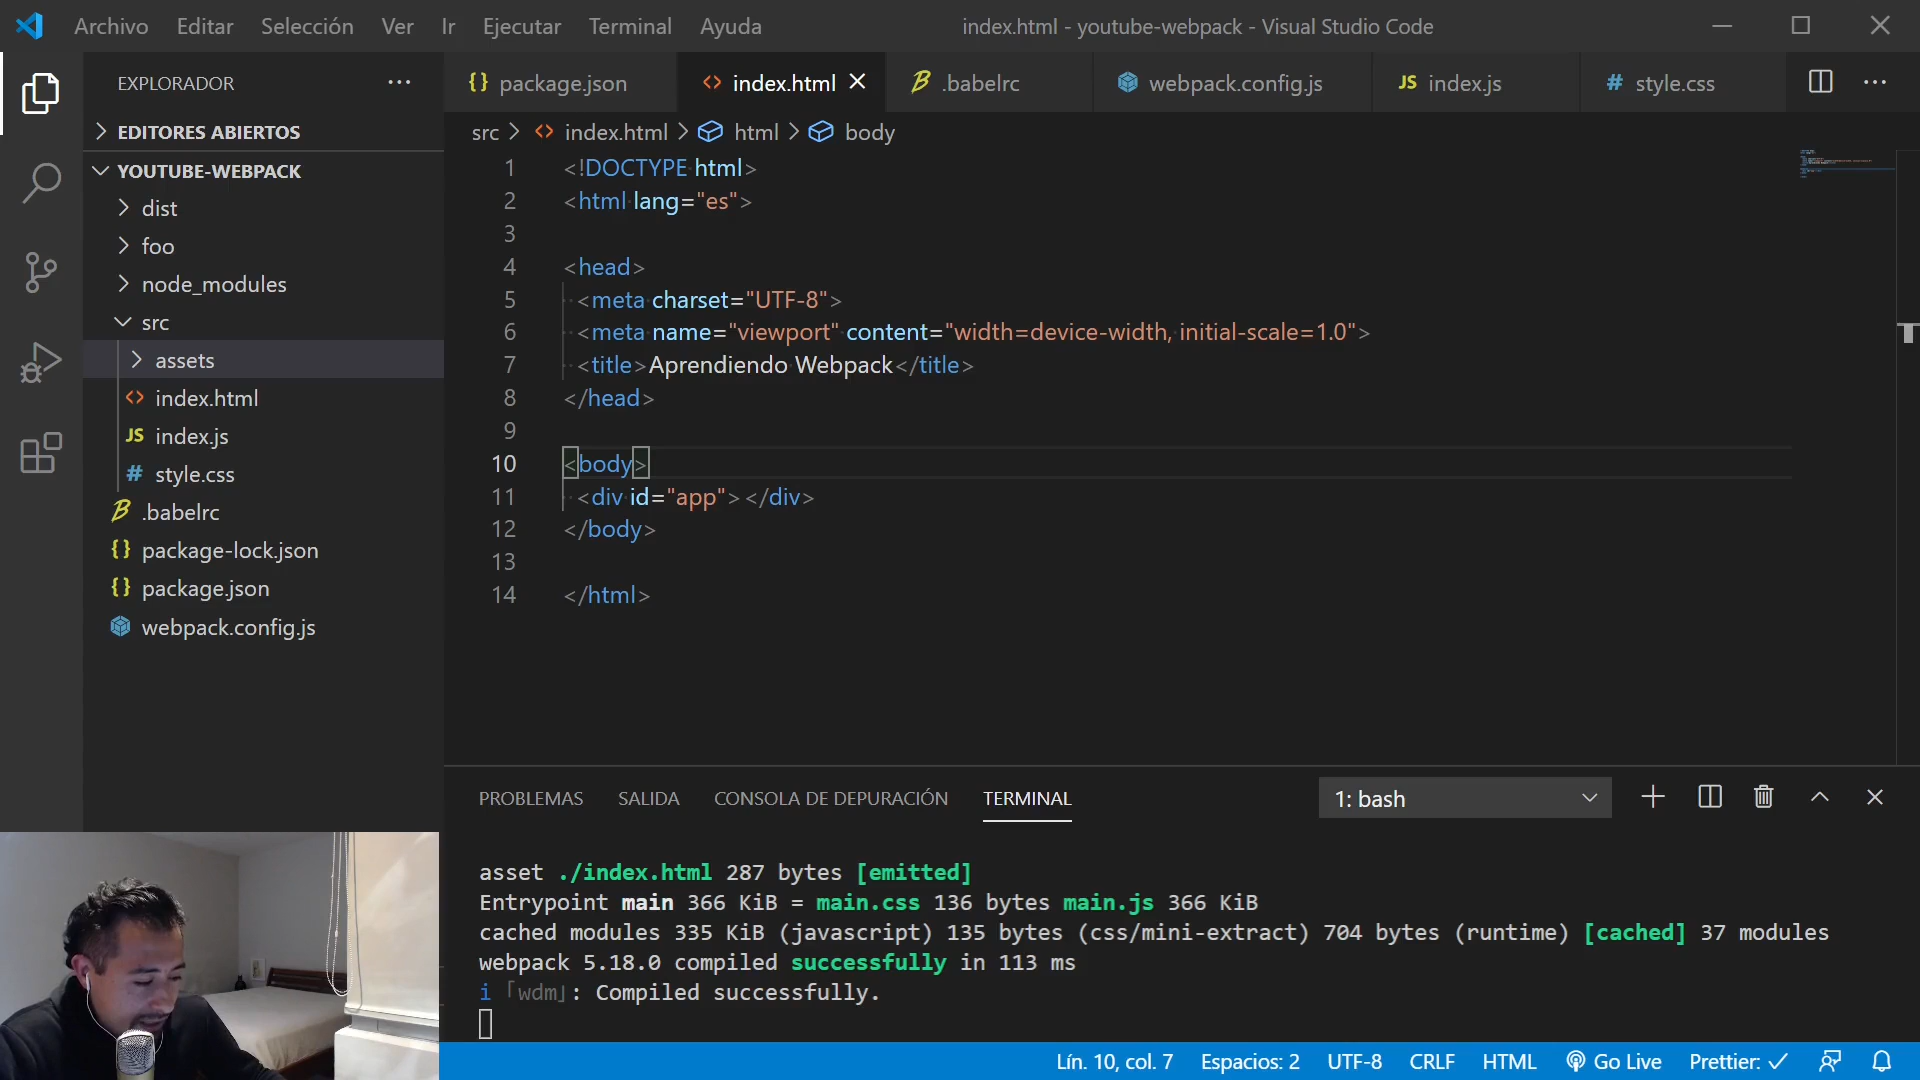 Archivo Editar Selección Ver Ir Ejecutar Terminal Ayuda index.html - youtube-webpack - Visual Studio Code
EXPLORADOR ···
EDITORES ABIERTOS
YOUTUBE-WEBPACK
dist
foo
node_modules
src
assets
index.html
JS index.js
# style.css
.babelrc
{} package-lock.json
{} package.json
webpack.config.js
{} package.json <> index.html .babelrc webpack.config.js JS index.js # style.css
src > <> index.html > html > body
1 <!DOCTYPE html>
2 <html lang="es">
3
4 <head>
5 <meta charset="UTF-8">
6 <meta name="viewport" content="width=device-width, initial-scale=1.0">
7 <title>Aprendiendo Webpack</title>
8 </head>
9
10 <body>
11 <div id="app"></div>
12 </body>
13
14 </html>
PROBLEMAS SALIDA CONSOLA DE DEPURACIÓN TERMINAL 1: bash
asset ./index.html 287 bytes [emitted]
Entrypoint main 366 KiB = main.css 136 bytes main.js 366 KiB
cached modules 335 KiB (javascript) 135 bytes (css/mini-extract) 704 bytes (runtime) [cached] 37 modules
webpack 5.18.0 compiled successfully in 113 ms
i ｢wdm｣: Compiled successfully.
Lín. 10, col. 7 Espacios: 2 UTF-8 CRLF HTML Go Live Prettier: ✓